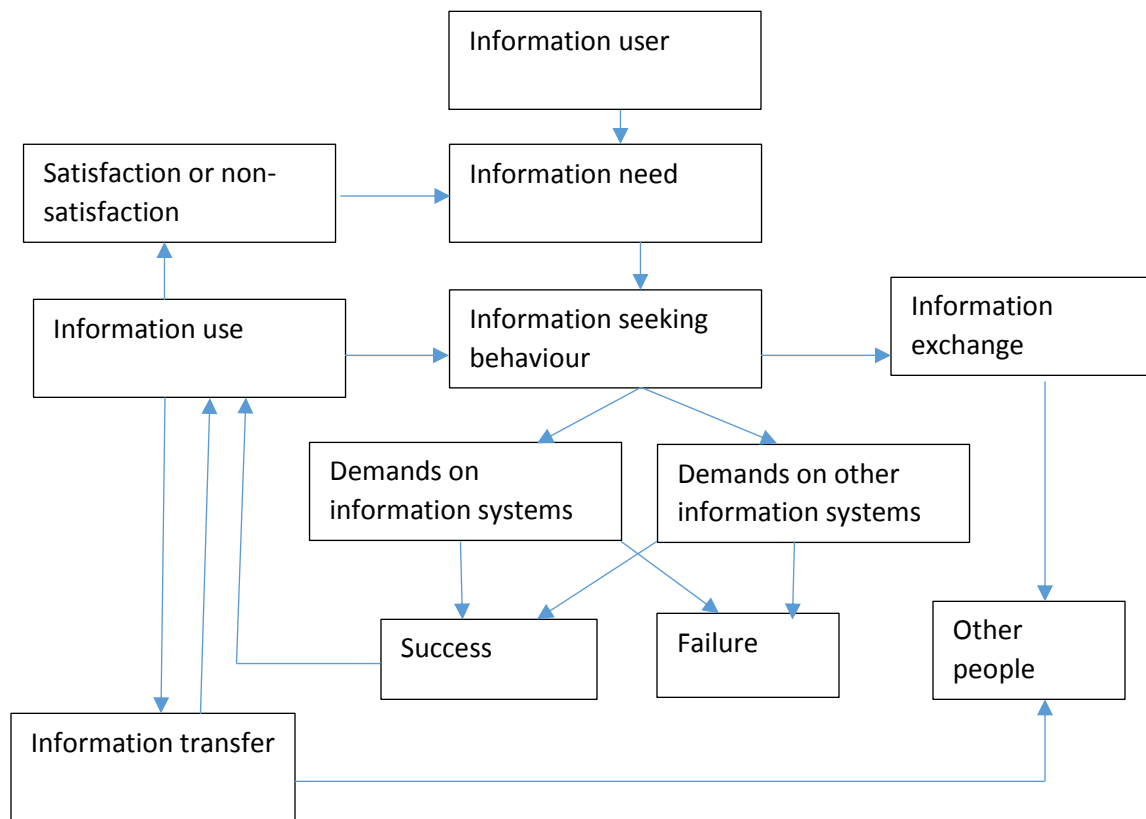 Information user
Satisfaction or non-
satisfaction
Information need
Information use
Information seeking
behaviour
Information
exchange
Demands on
information systems
Demands on other
information systems
Success
Failure
Other
people
Information transfer